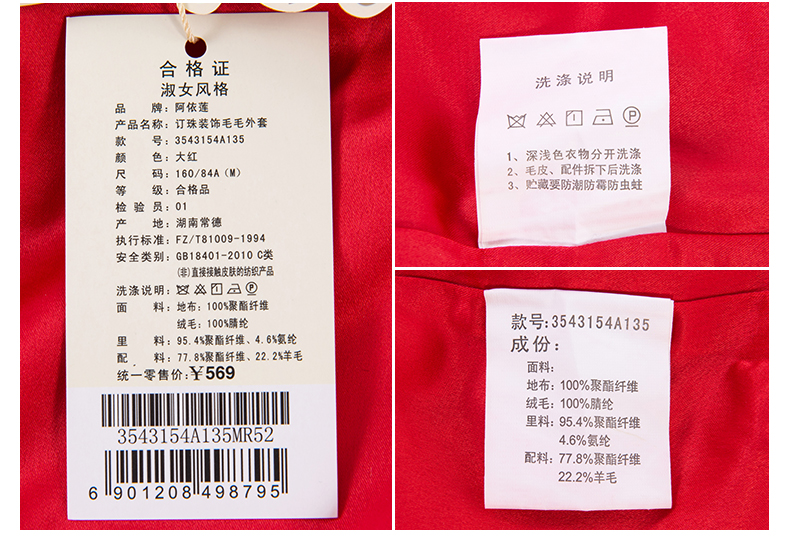 合格证
淑女风格
品 牌：阿依莲
产品名称：订珠装饰毛毛外套
款 号：3543154A135
颜 色：大红
尺 码：160/84A（M）
等 级：合格品
检 验 员：01
产 地：湖南常德
执行标准：FZ/T81009-1994
安全类别：GB18401-2010 C类
(非)直接接触皮肤的纺织产品
洗涤说明：
面 料：地布：100%聚酯纤维
绒毛：100%腈纶
里 料：95.4%聚酯纤维、4.6%氨纶
配 料：77.8%聚酯纤维、22.2%羊毛
统一零售价：¥569
3543154A135MR52
6 901208 498795
洗涤说明
P
1、深浅色衣物分开洗涤
2、毛皮、配件拆下后洗涤
3、贮藏要防潮防霉防虫蛀
款号：3543154A135
成份：
面料：
地布：100%聚酯纤维
绒毛：100%腈纶
里料：95.4%聚酯纤维
4.6%氨纶
配料：77.8%聚酯纤维
22.2%羊毛